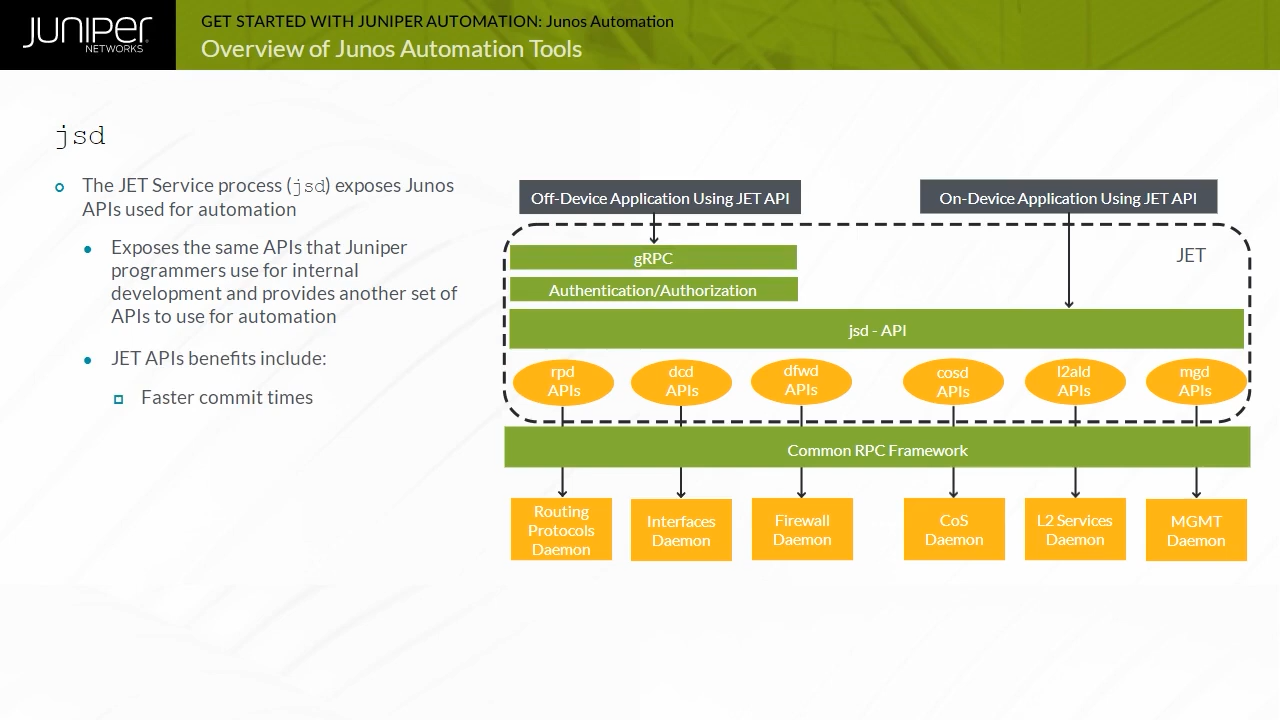 JUNIPER
NETWORKS
GET STARTED WITH JUNIPER AUTOMATION: Junos Automation
Overview of Junos Automation Tools
jsd
The JET Service process (jsd) exposes Junos
APIs used for automation
Exposes the same APIs that Juniper
programmers use for internal
development and provides another set of
APIs to use for automation
JET APIs benefits include:
Faster commit times
Off-Device Application Using JET API
On-Device Application Using JET API
JET
gRPC
Authentication/Authorization
jsd - API
rpd
APIs
dcd
APIs
dfwd
APIs
cosd
APIs
l2ald
APIs
mgd
APIs
Common RPC Framework
Routing
Protocols
Daemon
Interfaces
Daemon
Firewall
Daemon
CoS
Daemon
L2 Services
Daemon
MGMT
Daemon